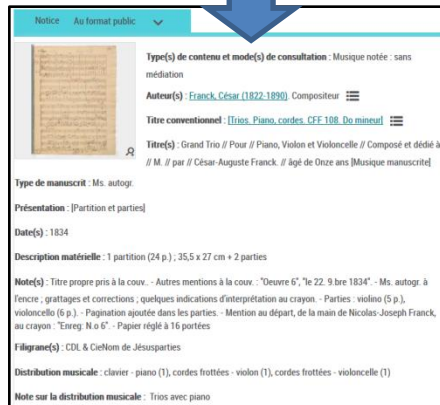 Notice Au format public
Type(s) de contenu et mode(s) de consultation : Musique notée : sans
médiation
Auteur(s) : Franck, César (1822-1890). Compositeur
Titre conventionnel : [Trios. Piano, cordes. CFF 108. Do mineur]
Titre(s) : Grand Trio // Pour // Piano, Violon et Violoncelle // Composé et dédié à
// M. // par // César-Auguste Franck. // âgé de Onze ans [Musique manuscrite]
Type de manuscrit : Ms. autogr.
Présentation : [Partition et parties]
Date(s) : 1834
Description matérielle : 1 partition (24 p.) ; 35,5 x 27 cm + 2 parties
Note(s) : Titre propre pris à la couv.. - Autres mentions à la couv. : "Oeuvre 6", "le 22. 9.bre 1834". - Ms. autogr. à
l'encre ; grattages et corrections ; quelques indications d'interprétation au crayon. - Parties : violino (5 p.),
violoncello (6 p.). - Pagination ajoutée dans les parties. - Mention au départ, de la main de Nicolas-Joseph Franck,
au crayon : "Enreg: N.o 6". - Papier réglé à 16 portées
Filigrane(s) : CDL & CieNom de Jésusparties
Distribution musicale : clavier - piano (1), cordes frottées - violon (1), cordes frottées - violoncelle (1)
Note sur la distribution musicale : Trios avec piano